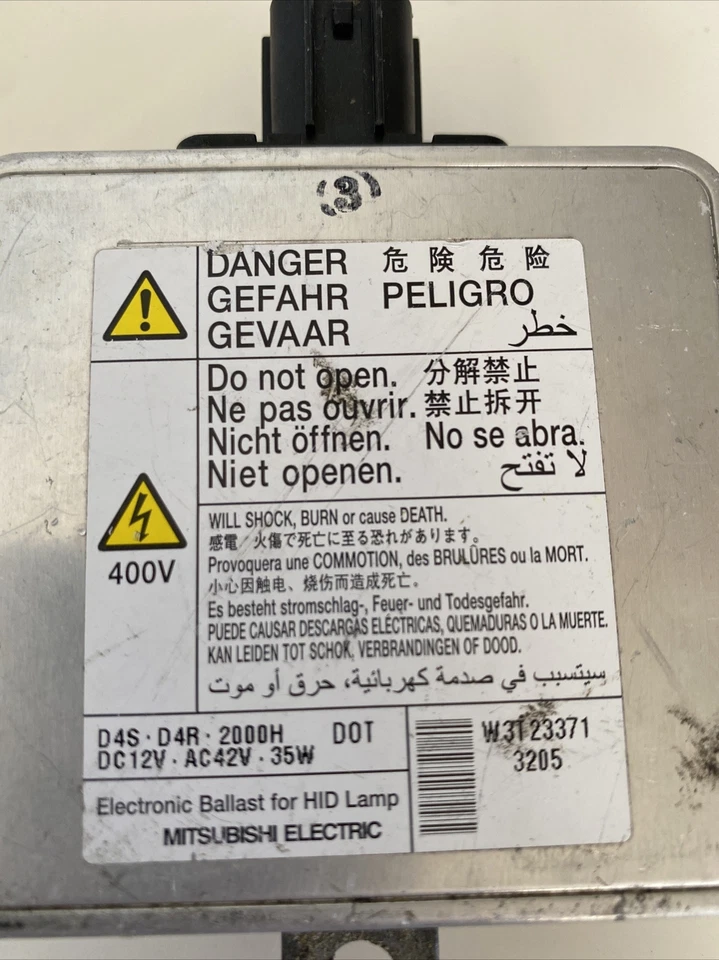 (3)
DANGER 危険危险
GEFAHR PELIGRO
GEVAAR خطر
Do not open. 分解禁止
Ne pas ouvrir. 禁止拆开
Nicht öffnen. No se abra.
Niet openen. لا تفتح
400V
WILL SHOCK, BURN or cause DEATH.
感電/火傷で死亡に至る恐れがあります。
Provoquera une COMMOTION, des BRULÛRES ou la MORT.
小心因触电、烧伤而造成死亡。
Es besteht stromschlag-, Feuer- und Todesgefahr.
PUEDE CAUSAR DESCARGAS ELÉCTRICAS, QUEMADURAS O LA MUERTE.
KAN LEIDEN TOT SCHOK, VERBRANDINGEN OF DOOD.
سيتسبب في صدمة كهربائية، حرق أو موت
D4S・D4R・2000H DOT
DC12V・AC42V・35W
W3T23371
3205
Electronic Ballast for HID Lamp
MITSUBISHI ELECTRIC